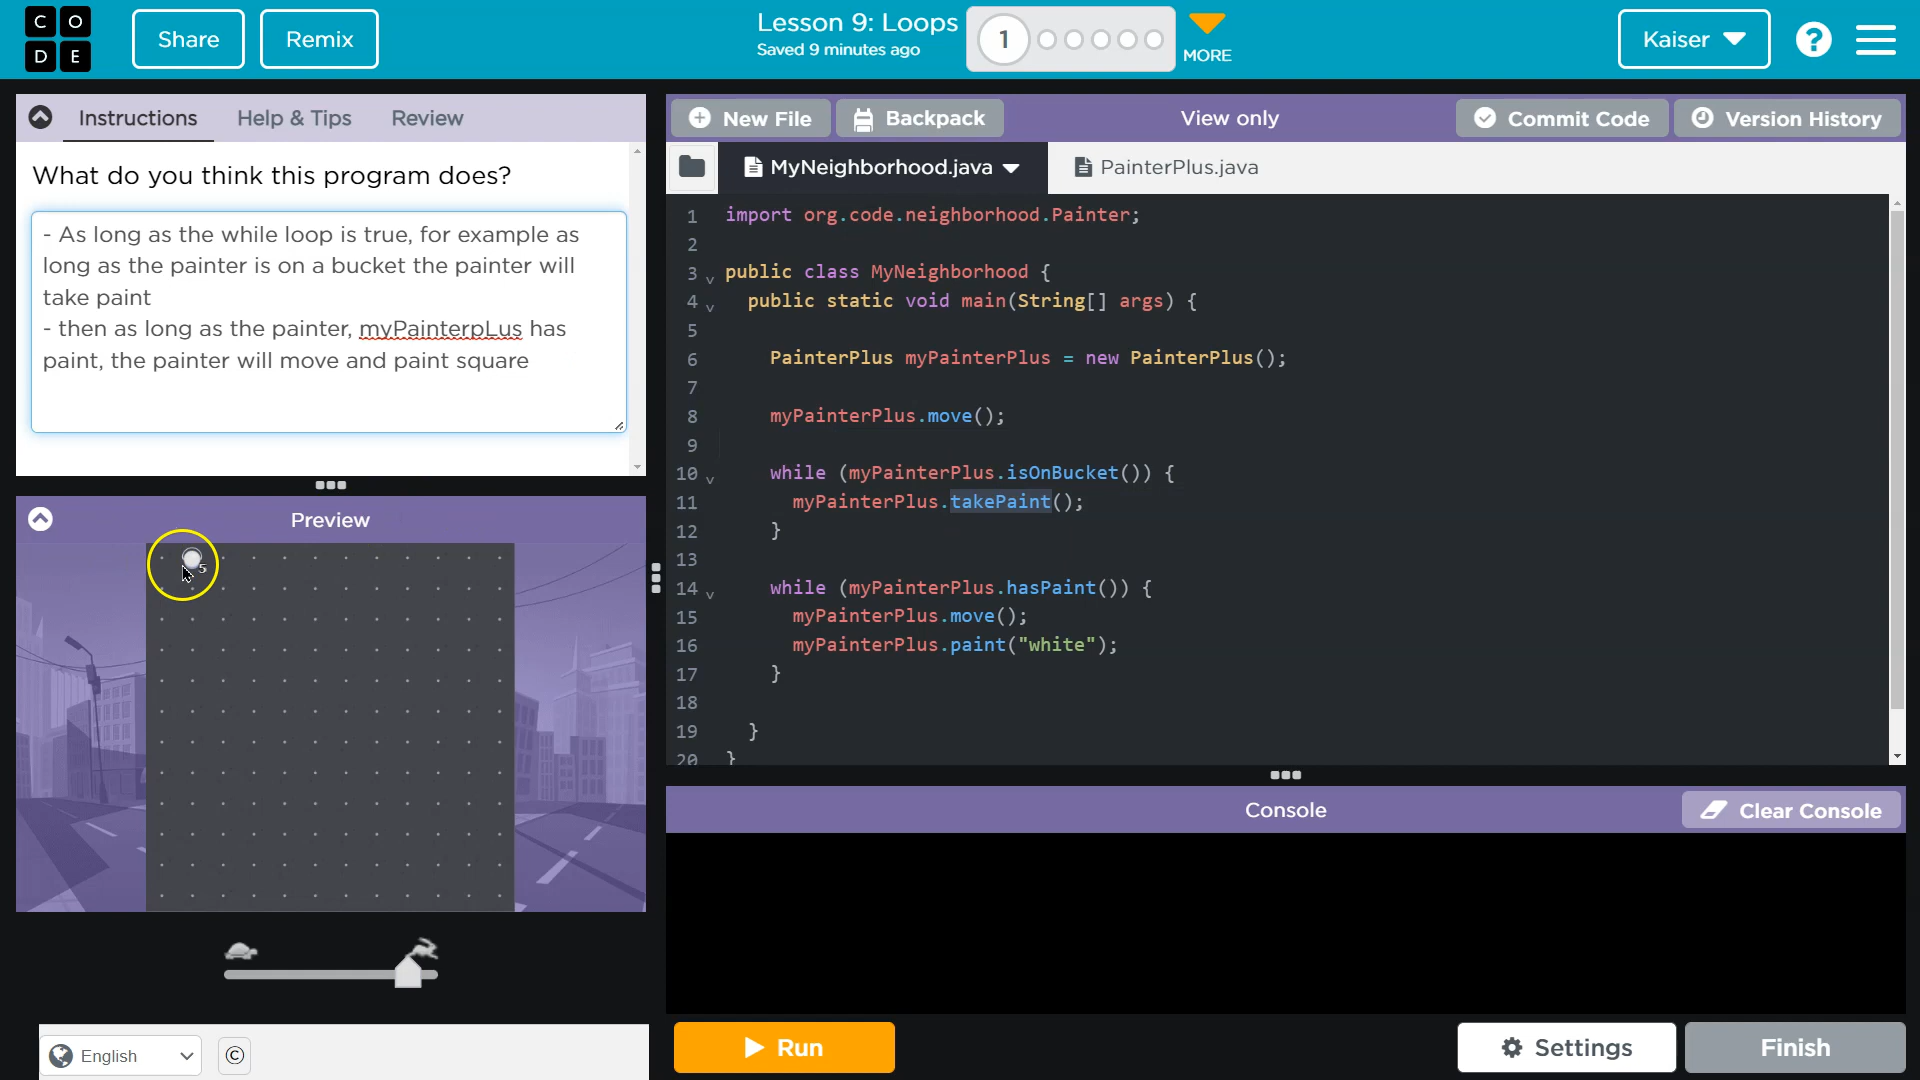 C O
D E
Share
Remix
Lesson 9: Loops
Saved 9 minutes ago
1
MORE
Kaiser
?
Instructions
Help & Tips
Review
What do you think this program does?
- As long as the while loop is true, for example as
long as the painter is on a bucket the painter will
take paint
- then as long as the painter, myPainterpLus has
paint, the painter will move and paint square
Preview
5
English
©
New File
Backpack
View only
Commit Code
Version History
MyNeighborhood.java
PainterPlus.java
1 import org.code.neighborhood.Painter;
2
3 public class MyNeighborhood {
4 public static void main(String[] args) {
5
6 PainterPlus myPainterPlus = new PainterPlus();
7
8 myPainterPlus.move();
9
10 while (myPainterPlus.isOnBucket()) {
11 myPainterPlus.takePaint();
12 }
13
14 while (myPainterPlus.hasPaint()) {
15 myPainterPlus.move();
16 myPainterPlus.paint("white");
17 }
18
19 }
20 }
Console
Clear Console
Run
Settings
Finish